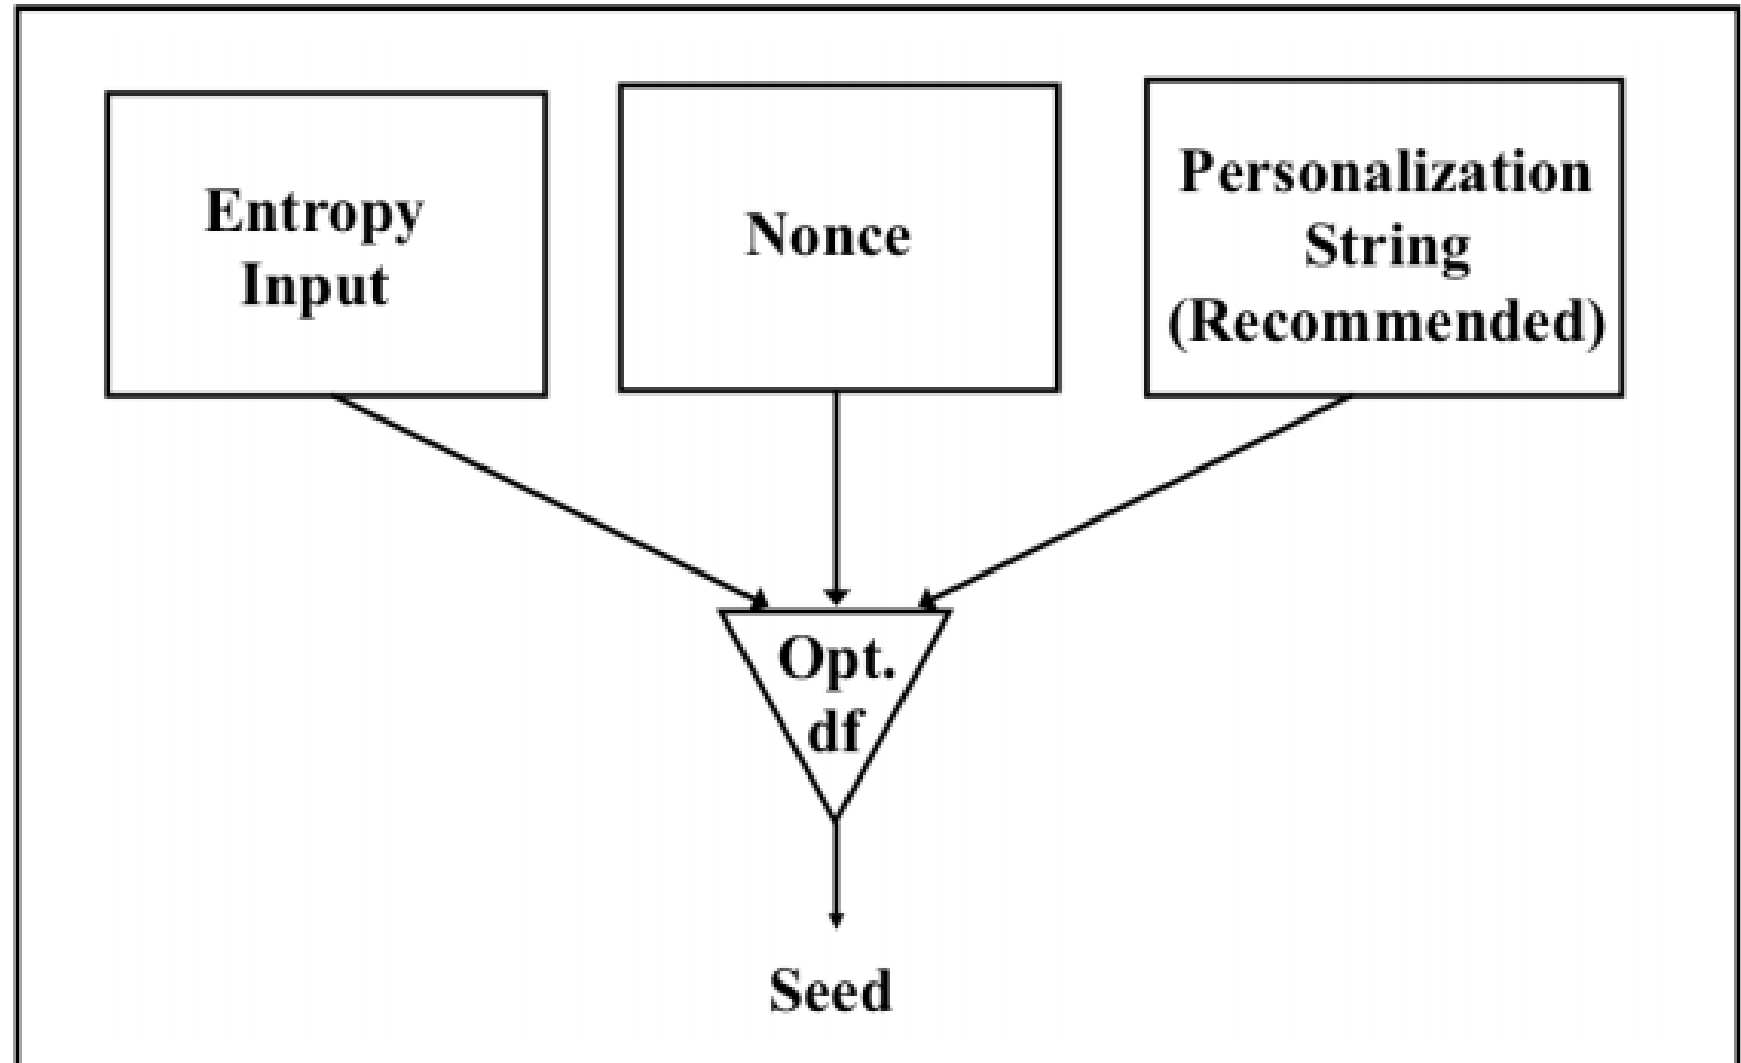 Entropy
Input
Nonce
Personalization
String
(Recommended)
Opt.
df
Seed